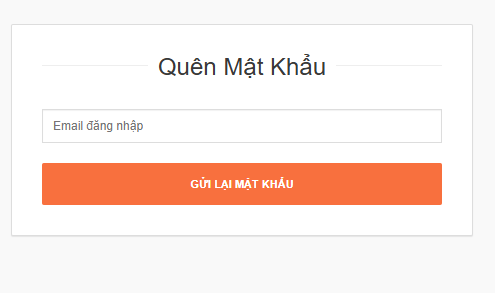 Quên Mật Khẩu
Email đăng nhập
GỬI LẠI MẬT KHẨU